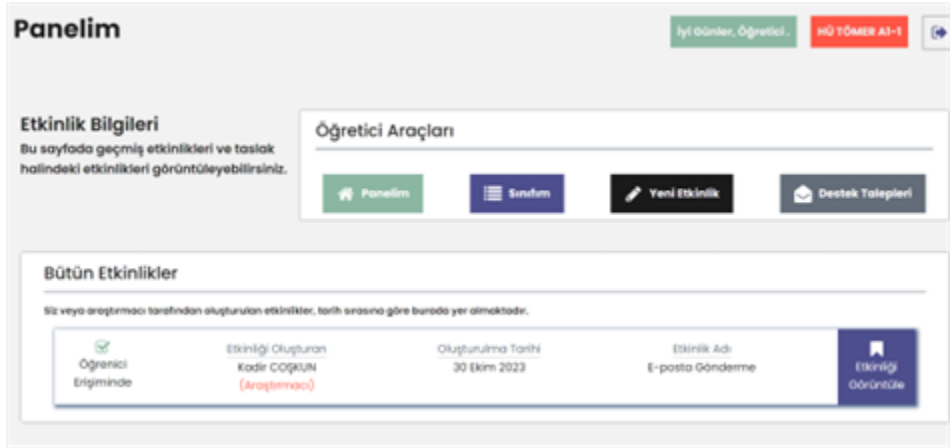 Panelim
İyi Günler, Öğretici .
HÜ TÖMER A1-1
Etkinlik Bilgileri
Bu sayfada geçmiş etkinlikleri ve taslak
halindeki etkinlikleri görüntüleyebilirsiniz.
Öğretici Araçları
Panelim
Sınıfım
Yeni Etkinlik
Destek Talepleri
Bütün Etkinlikler
Siz veya araştırmacı tarafından oluşturulan etkinlikler, tarih sırasına göre burada yer almaktadır.
Öğrenici
Erişiminde
Etkinliği Oluşturan
Kadir COŞKUN
(Araştırmacı)
Oluşturulma Tarihi
30 Ekim 2023
Etkinlik Adı
E-posta Gönderme
Etkinliği
Görüntüle